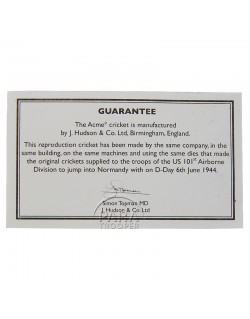 GUARANTEE
The Acme® cricket is manufactured
by J. Hudson & Co. Ltd, Birmingham, England.
This reproduction cricket has been made by the same company, in the
same building, on the same machines and using the same dies that made
the original crickets supplied to the troops of the US 101st Airborne
Division to jump into Normandy with on D-Day 6th June 1944.
PARA
TROOPER
Simon Topman MD
J. Hudson & Co. Ltd